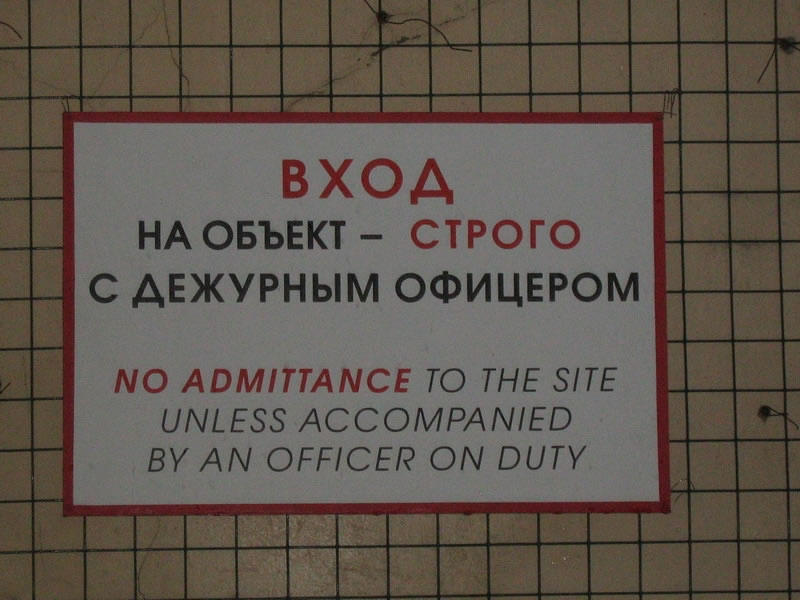 ВХОД
НА ОБЪЕКТ – СТРОГО
С ДЕЖУРНЫМ ОФИЦЕРОМ
NO ADMITTANCE TO THE SITE
UNLESS ACCOMPANIED
BY AN OFFICER ON DUTY